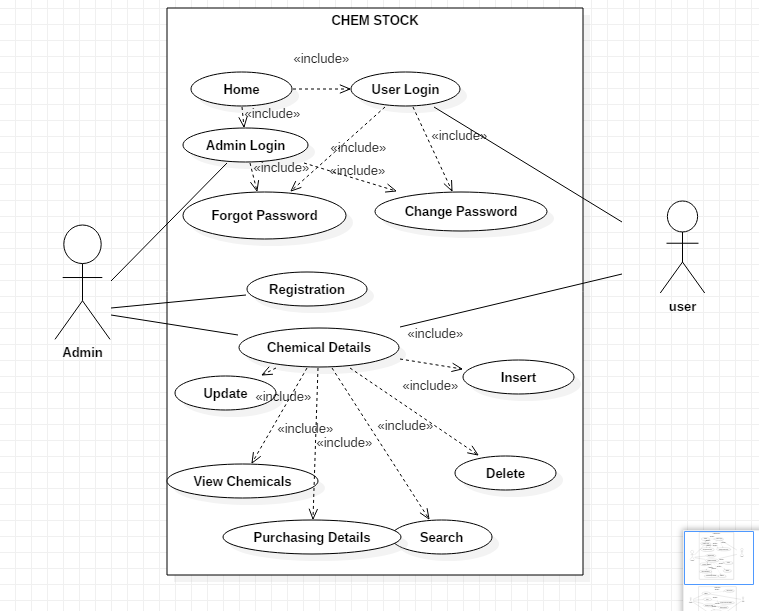 CHEM STOCK
«include»
Home
User Login
«include»
«include»
Admin Login
«include»
«include»
«include»
Forgot Password
Change Password
user
Registration
«include»
Admin
Chemical Details
Insert
«include»
Update
«include»
«include»
«include»
«include»
Delete
View Chemicals
Purchasing Details
Search